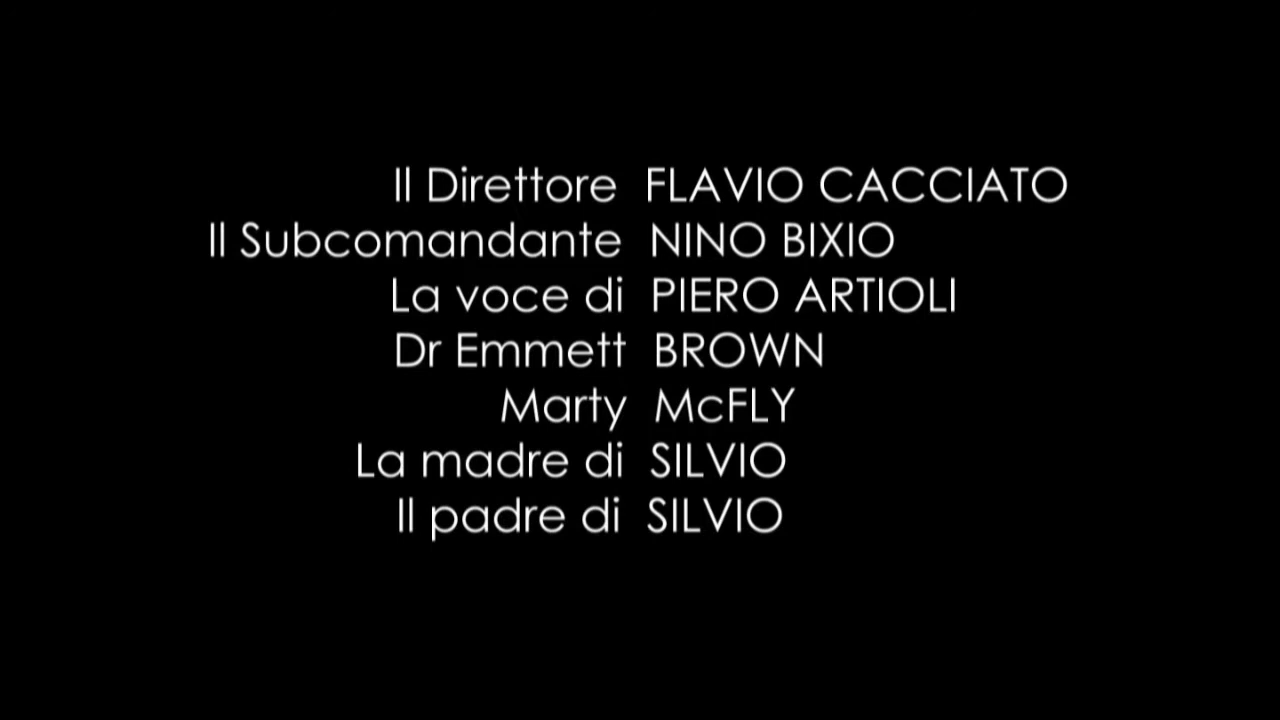 Il Direttore FLAVIO CACCIATO
Il Subcomandante NINO BIXIO
La voce di PIERO ARTIOLI
Dr Emmett BROWN
Marty McFLY
La madre di SILVIO
Il padre di SILVIO